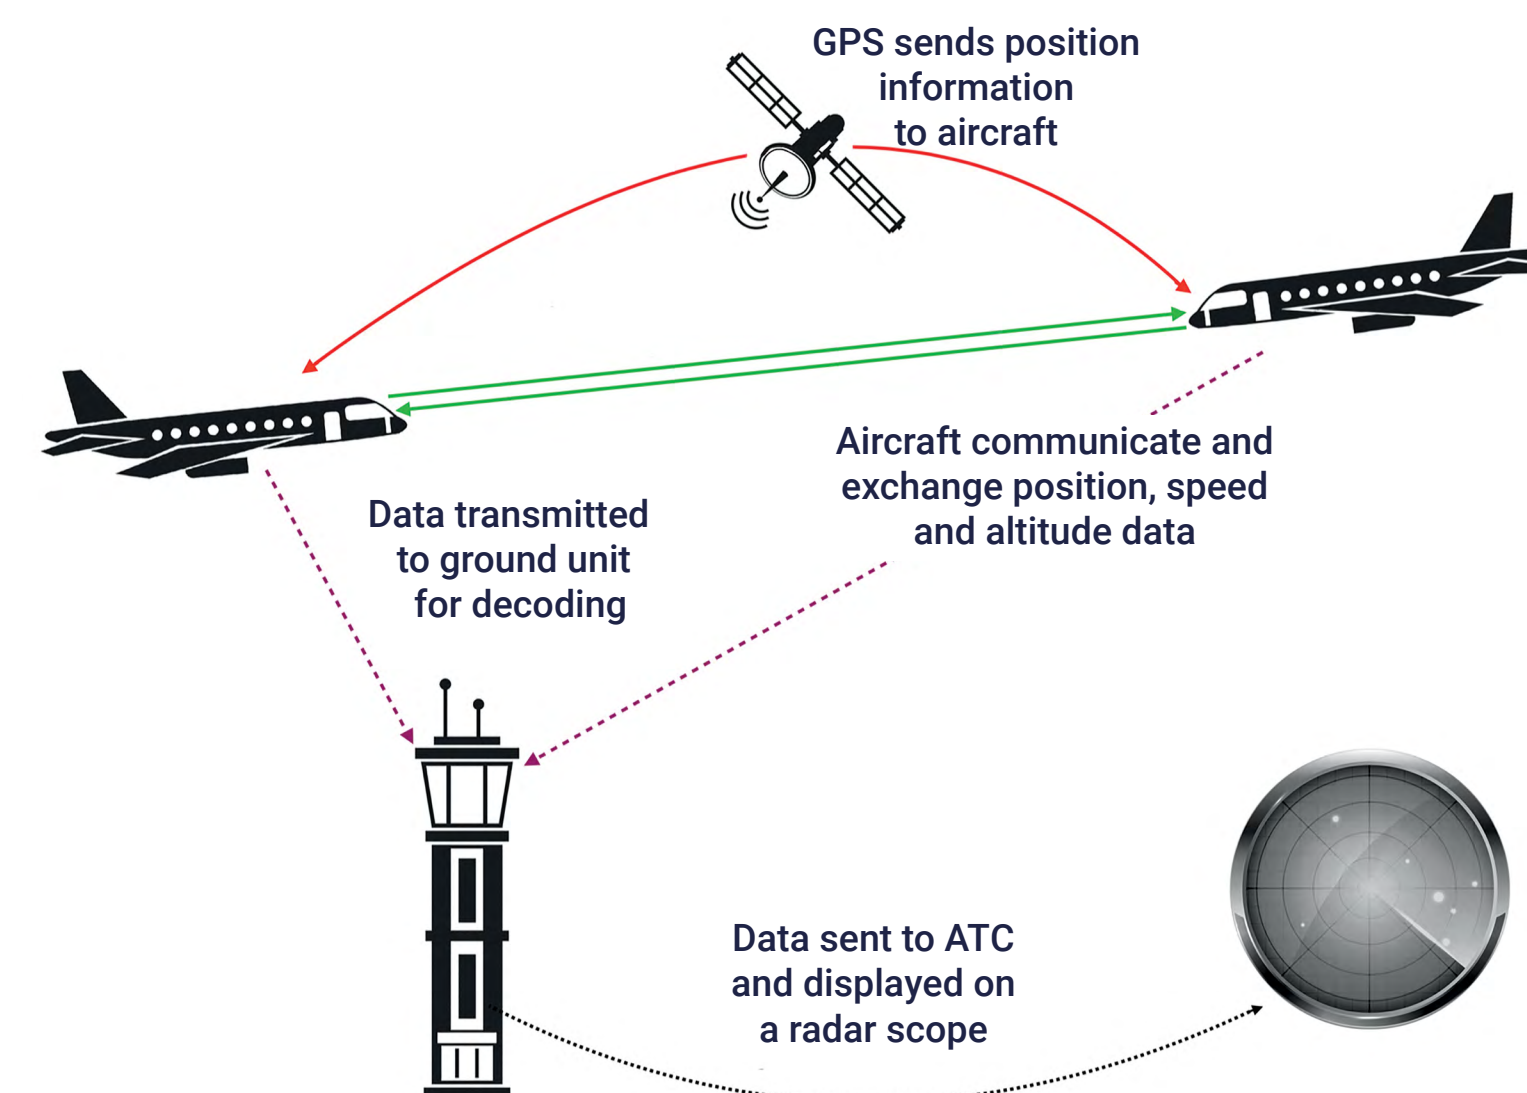 GPS sends position
information
to aircraft
Aircraft communicate and
exchange position, speed
and altitude data
Data transmitted
to ground unit
for decoding
Data sent to ATC
and displayed on
a radar scope